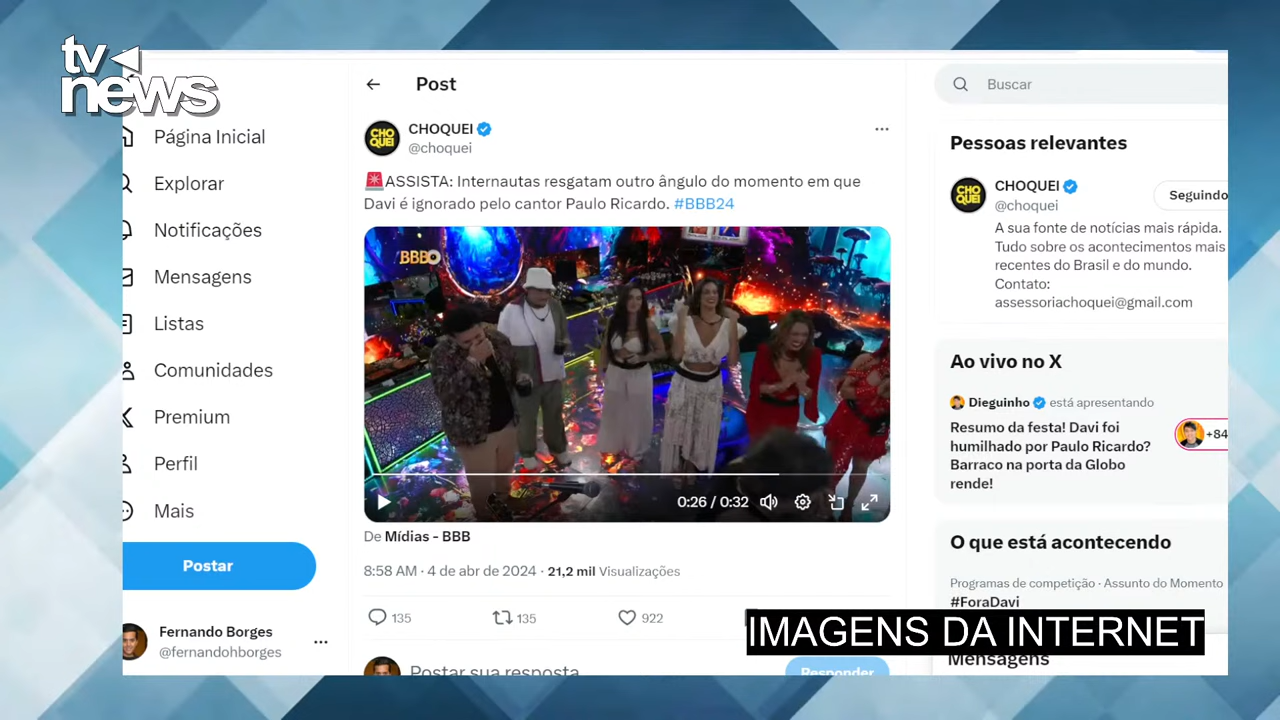 tv
news
Página Inicial
Explorar
Notificações
Mensagens
Listas
Comunidades
Premium
Perfil
Mais
Postar
Fernando Borges
@fernandohborges
Post
CHOQUEI
@choquei
ASSISTA: Internautas resgatam outro ângulo do momento em que
Davi é ignorado pelo cantor Paulo Ricardo. #BBB24
BBB
0:26 / 0:32
De Mídias - BBB
8:58 AM · 4 de abr de 2024 · 21,2 mil Visualizações
135 135 922
Postar sua resposta
Responder
Buscar
Pessoas relevantes
CHOQUEI
@choquei
Seguindo
A sua fonte de notícias mais rápida.
Tudo sobre os acontecimentos mais
recentes do Brasil e do mundo.
Contato:
assessoriachoquei@gmail.com
Ao vivo no X
Dieguinho está apresentando
Resumo da festa! Davi foi
humilhado por Paulo Ricardo?
Barraco na porta da Globo
rende!
+84
O que está acontecendo
Programas de competição · Assunto do Momento
#ForaDavi
IMAGENS DA INTERNET
Mensagens